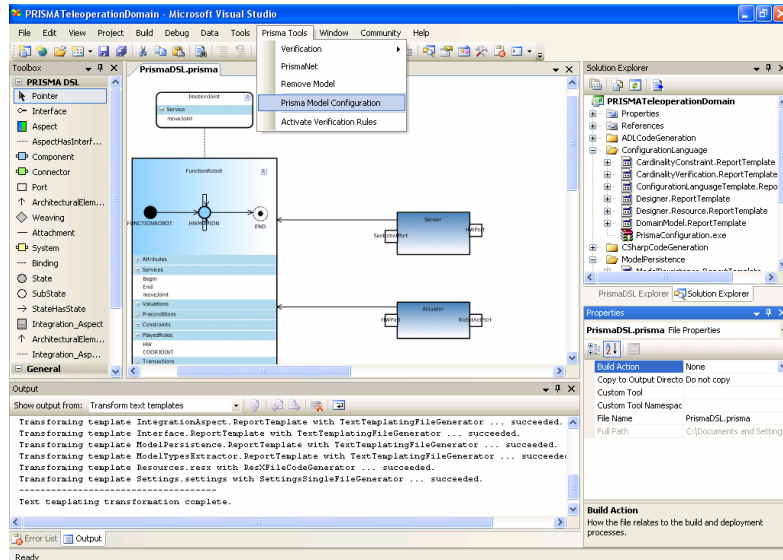 PRISMATeleoperationDomain - Microsoft Visual Studio
File Edit View Project Build Debug Data Tools Prisma Tools Window Community Help
Verification
PrismaNet
Remove Model
Prisma Model Configuration
Activate Verification Rules
Toolbox
PRISMA DSL
Pointer
Interface
Aspect
AspectHasInterf...
Component
Connector
Port
ArchitecturalElem...
Weaving
Attachment
System
Binding
State
SubState
StateHasState
Integration_Aspect
ArchitecturalElem...
Integration_Asp...
General
PrismaDSL.prisma
ImotionJoint
Service
moveJoint
FunctionRobot
FUNCTIONROBOT
END
Attributes
Services
Begin
End
moveJoint
Valuations
Preconditions
Constraints
PlayedRoles
HW
COORJOINT
Transactions
Sensor
Actuator
Solution Explorer
PRISMATeleoperationDomain
Properties
References
ADLCodeGeneration
ConfigurationLanguage
CardinalityConstraint.ReportTemplate
CardinalityVerification.ReportTemplate
ConfigurationLanguageTemplate.Repo
Designer.ReportTemplate
Designer.Resource.ReportTemplate
DomainModel.ReportTemplate
PrismaConfiguration.exe
CSharpCodeGeneration
ModelPersistence
PrismaDSL Explorer
Solution Explorer
Properties
PrismaDSL.prisma File Properties
Build Action None
Copy to Output Directo Do not copy
Custom Tool
Custom Tool Namespac
File Name PrismaDSL.prisma
Full Path C:\Documents and Setting
Build Action
How the file relates to the build and deployment
processes.
Output
Show output from: Transform text templates
Transforming template IntegrationAspect.ReportTemplate with TextTemplatingFileGenerator ... succeeded.
Transforming template Interface.ReportTemplate with TextTemplatingFileGenerator ... succeeded.
Transforming template ModelPersistence.ReportTemplate with TextTemplatingFileGenerator ... succeeded.
Transforming template ModelTypesExtractor.ReportTemplate with TextTemplatingFileGenerator ... succeeded
Transforming template Resources.resx with ResXFileCodeGenerator ... succeeded.
Transforming template Settings.settings with SettingsSingleFileGenerator ... succeeded.
Text templating transformation complete.
Error List
Output
Ready